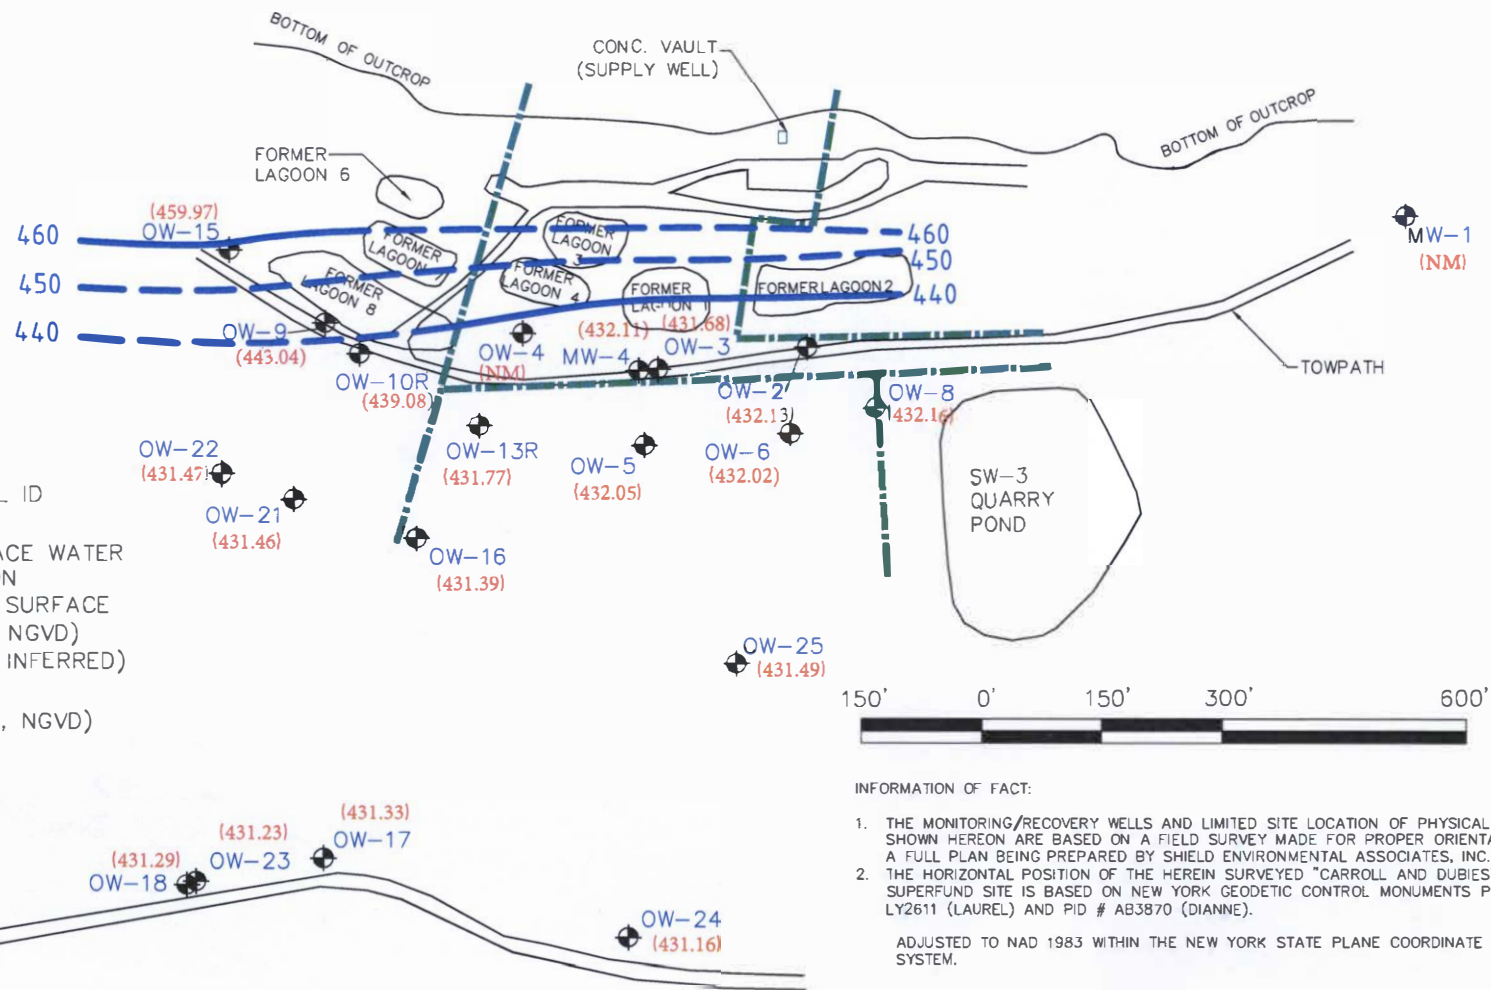 BOTTOM OF OUTCROP
CONC. VAULT
(SUPPLY WELL)
BOTTOM OF OUTCROP
FORMER
LAGOON 6
(459.97)
OW-15
460
460
450
450
440
440
FORMER
LAGOON 7
FORMER
LAGOON
3
FORMER
LAGOON 8
FORMER
LAGOON 4
FORMER
LAGOON 1
FORMER LAGOON 2
MW-1
(NM)
OW-9
(443.04)
OW-10R
(439.08)
OW-4
(NM)
(432.11)
MW-4
(431.68)
OW-3
TOWPATH
OW-2
(432.13)
OW-8
(432.16)
OW-22
(431.47)
OW-13R
(431.77)
OW-5
(432.05)
OW-6
(432.02)
SW-3
QUARRY
POND
OW-21
(431.46)
OW-16
(431.39)
OW-25
(431.49)
ID
ACE WATER
ON
SURFACE
NGVD)
INFERRED)
, NGVD)
150' 0' 150' 300' 600'
INFORMATION OF FACT:
1. THE MONITORING/RECOVERY WELLS AND LIMITED SITE LOCATION OF PHYSICAL
SHOWN HEREON ARE BASED ON A FIELD SURVEY MADE FOR PROPER ORIENTA
A FULL PLAN BEING PREPARED BY SHIELD ENVIRONMENTAL ASSOCIATES, INC.
2. THE HORIZONTAL POSITION OF THE HEREIN SURVEYED "CARROLL AND DUBIES
SUPERFUND SITE IS BASED ON NEW YORK GEODETIC CONTROL MONUMENTS P
LY2611 (LAUREL) AND PID # AB3870 (DIANNE).
ADJUSTED TO NAD 1983 WITHIN THE NEW YORK STATE PLANE COORDINATE
SYSTEM.
(431.33)
OW-17
(431.23)
OW-23
(431.29)
OW-18
OW-24
(431.16)